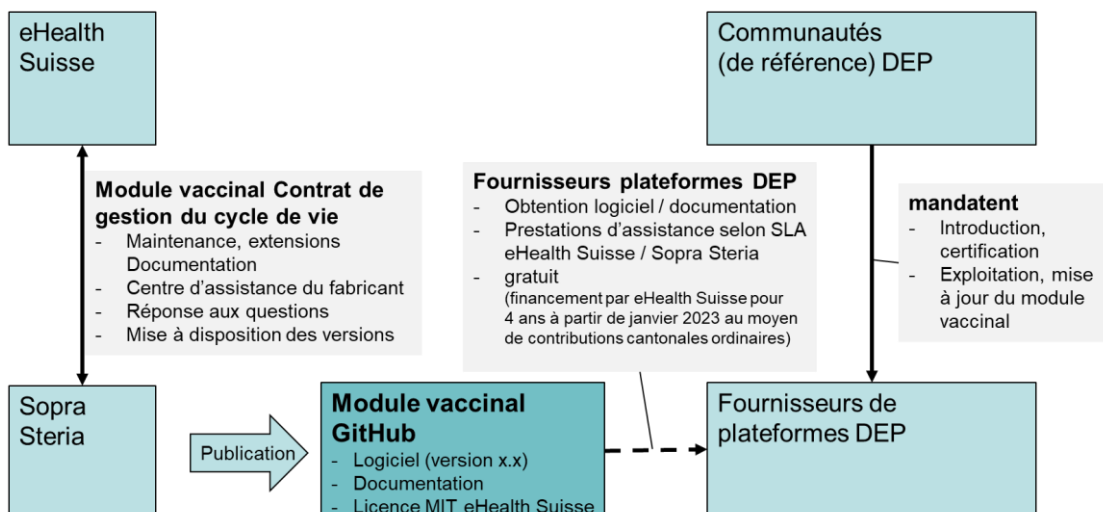 eHealth
Suisse
Communautés
(de référence) DEP
Module vaccinal Contrat de
gestion du cycle de vie
- Maintenance, extensions
Documentation
- Centre d'assistance du fabricant
- Réponse aux questions
- Mise à disposition des versions
Fournisseurs plateformes DEP
- Obtention logiciel / documentation
- Prestations d'assistance selon SLA
eHealth Suisse / Sopra Steria
- gratuit
(financement par eHealth Suisse pour
4 ans à partir de janvier 2023 au moyen
de contributions cantonales ordinaires)
mandatent
- Introduction,
certification
- Exploitation, mise
à jour du module
vaccinal
Sopra
Steria
Publication
Module vaccinal
GitHub
- Logiciel (version x.x)
- Documentation
- Licence MIT eHealth Suisse
Fournisseurs de
plateformes DEP